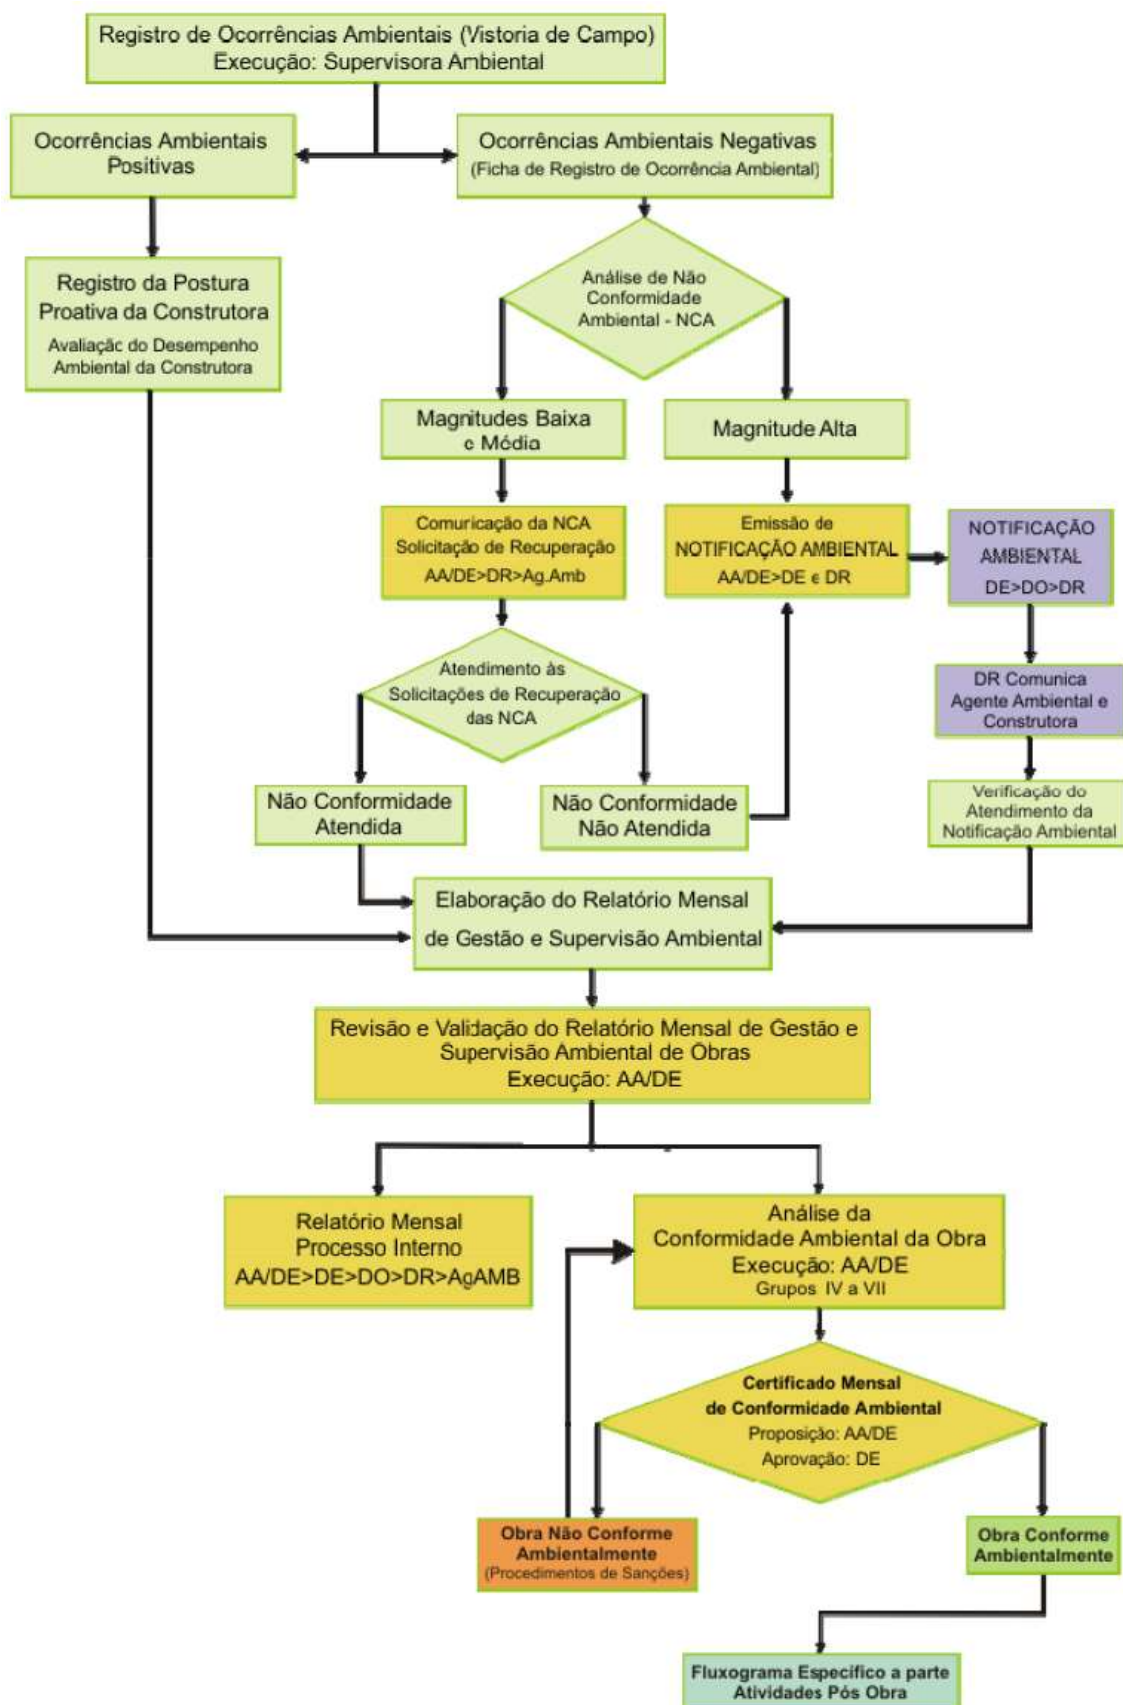 Registro de Ocorrências Ambientais (Vistoria de Campo)
Execução: Supervisora Ambiental
Ocorrências Ambientais
Positivas
Ocorrências Ambientais Negativas
(Ficha de Registro de Ocorrência Ambiental)
Registro da Postura
Proativa da Construtora
Avaliação do Desempenho
Ambiental da Construtora
Análise de Não
Conformidade
Ambiental - NCA
Magnitudes Baixa
e Média
Magnitude Alta
Comunicação da NCA
Solicitação de Recuperação
AA/DE>DR>Ag.Amb
Emissão de
NOTIFICAÇÃO AMBIENTAL
AA/DE>DE e DR
NOTIFICAÇÃO
AMBIENTAL
DE>DO>DR
Atendimento às
Solicitações de Recuperação
das NCA
DR Comunica
Agente Ambiental e
Construtora
Não Conformidade
Atendida
Não Conformidade
Não Atendida
Verificação do
Atendimento da
Notificação Ambiental
Elaboração do Relatório Mensal
de Gestão e Supervisão Ambiental
Revisão e Validação do Relatório Mensal de Gestão e
Supervisão Ambiental de Obras
Execução: AA/DE
Relatório Mensal
Processo Interno
AA/DE>DE>DO>DR>AgAMB
Análise da
Conformidade Ambiental da Obra
Execução: AA/DE
Grupos IV a VII
Certificado Mensal
de Conformidade Ambiental
Proposição: AA/DE
Aprovação: DE
Obra Não Conforme
Ambientalmente
(Procedimentos de Sanções)
Obra Conforme
Ambientalmente
Fluxograma Específico a parte
Atividades Pós Obra